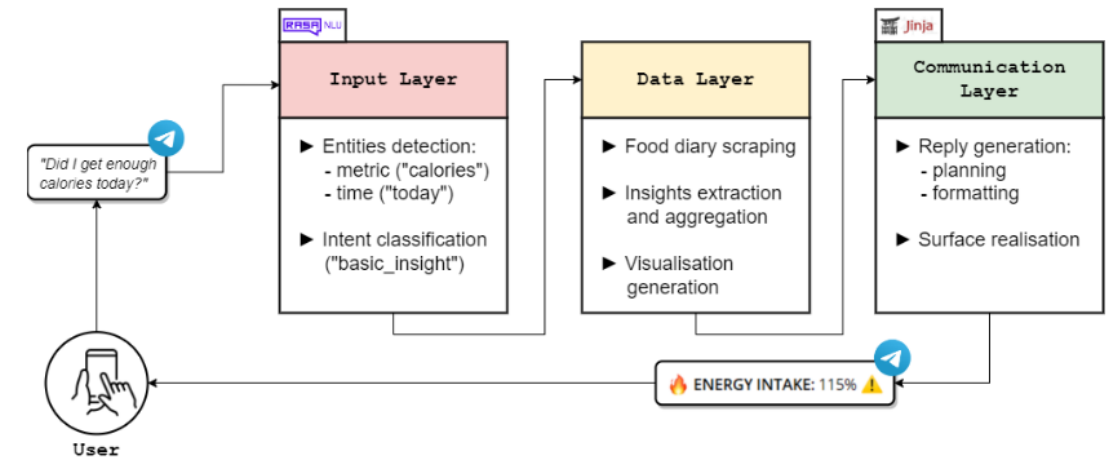 RASA NLU
Jinja
Input Layer
Data Layer
Communication
Layer
"Did I get enough
calories today?"
► Entities detection:
- metric ("calories")
- time ("today")
► Intent classification
("basic_insight")
► Food diary scraping
► Insights extraction
and aggregation
► Visualisation
generation
► Reply generation:
- planning
- formatting
► Surface realisation
🔥 ENERGY INTAKE: 115% ⚠️
User